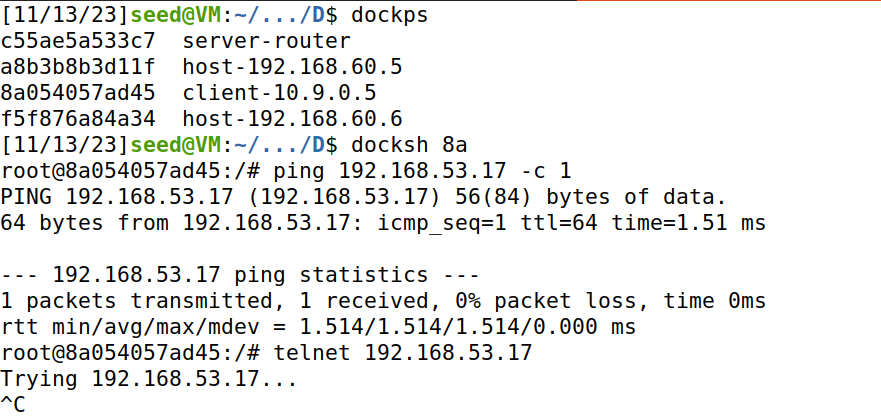 [11/13/23]seed@VM:~/.../D$ dockps
c55ae5a533c7  server-router
a8b3b8b3d11f  host-192.168.60.5
8a054057ad45  client-10.9.0.5
f5f876a84a34  host-192.168.60.6
[11/13/23]seed@VM:~/.../D$ docksh 8a
root@8a054057ad45:/# ping 192.168.53.17 -c 1
PING 192.168.53.17 (192.168.53.17) 56(84) bytes of data.
64 bytes from 192.168.53.17: icmp_seq=1 ttl=64 time=1.51 ms

--- 192.168.53.17 ping statistics ---
1 packets transmitted, 1 received, 0% packet loss, time 0ms
rtt min/avg/max/mdev = 1.514/1.514/1.514/0.000 ms
root@8a054057ad45:/# telnet 192.168.53.17
Trying 192.168.53.17...
^C